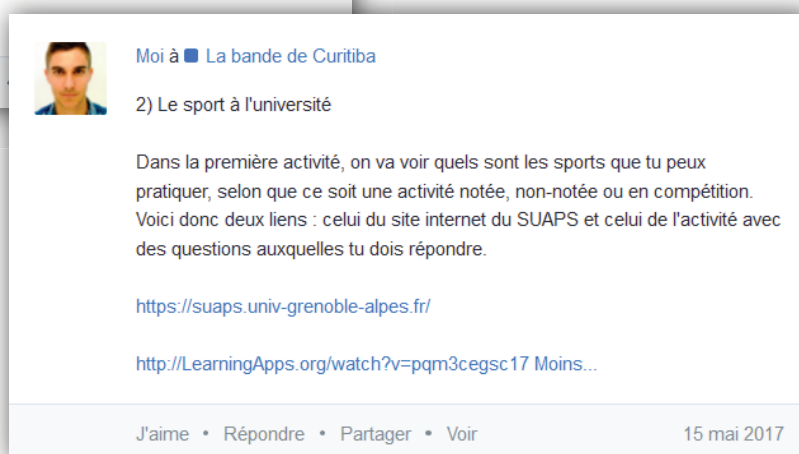 Moi à La bande de Curitiba
2) Le sport à l'université
Dans la première activité, on va voir quels sont les sports que tu peux
pratiquer, selon que ce soit une activité notée, non-notée ou en compétition.
Voici donc deux liens : celui du site internet du SUAPS et celui de l'activité avec
des questions auxquelles tu dois répondre.
https://suaps.univ-grenoble-alpes.fr/
http://LearningApps.org/watch?v=pqm3cegsc17 Moins...
J'aime • Répondre • Partager • Voir 15 mai 2017